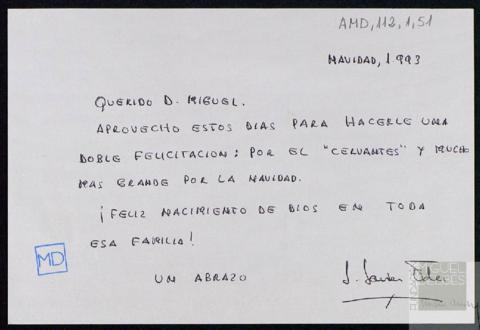 AMD,112,1,51
NAVIDAD, 1.993
QUERIDO D. MIGUEL.
APROVECHO ESTOS DIAS PARA HACERLE UNA
DOBLE FELICITACION: POR EL "CERVANTES" Y MUCHO
MAS GRANDE POR LA NAVIDAD.
¡FELIZ NACIMIENTO DE DIOS EN TODA
ESA FAMILIA!
MD
UN ABRAZO
J. Javier